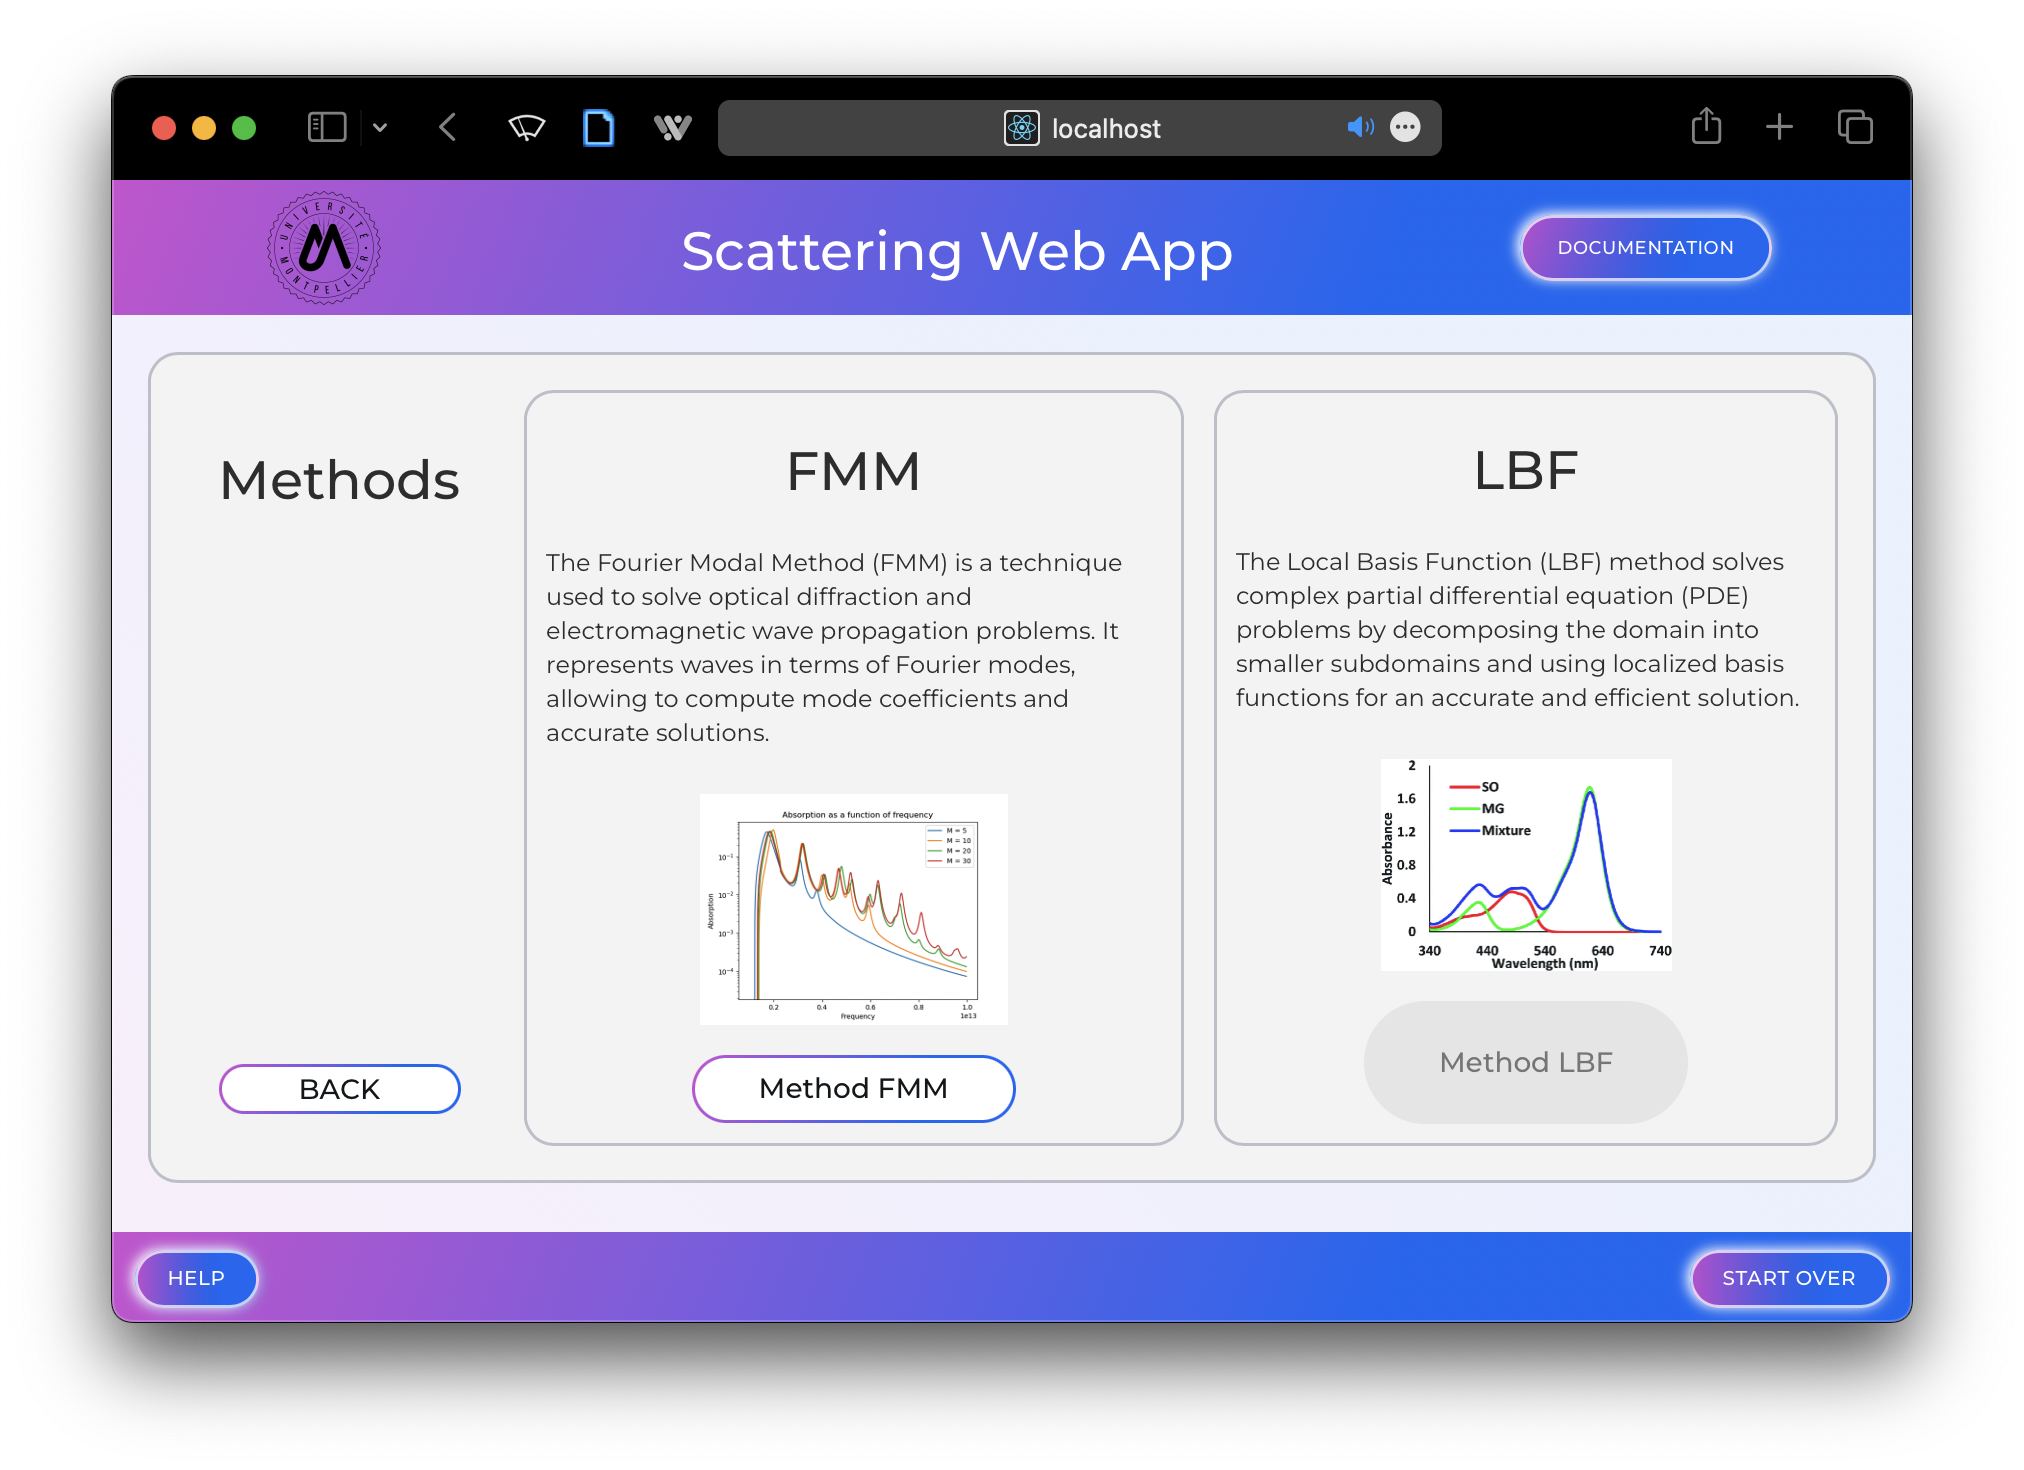 localhost
UNIVERSITÉ
MONTPELLIER
Scattering Web App
DOCUMENTATION
Methods
BACK
FMM
The Fourier Modal Method (FMM) is a technique
used to solve optical diffraction and
electromagnetic wave propagation problems. It
represents waves in terms of Fourier modes,
allowing to compute mode coefficients and
accurate solutions.
Absorption as a function of frequency
M = 5
M = 10
M = 20
M = 30
Absorption
10⁻¹
10⁻²
10⁻³
10⁻⁴
0.2 0.4 0.6 0.8 1.0
Frequency
1e13
Method FMM
LBF
The Local Basis Function (LBF) method solves
complex partial differential equation (PDE)
problems by decomposing the domain into
smaller subdomains and using localized basis
functions for an accurate and efficient solution.
SO
MG
Mixture
Absorbance
2
1.6
1.2
0.8
0.4
0
340 440 540 640 740
Wavelength (nm)
Method LBF
HELP
START OVER